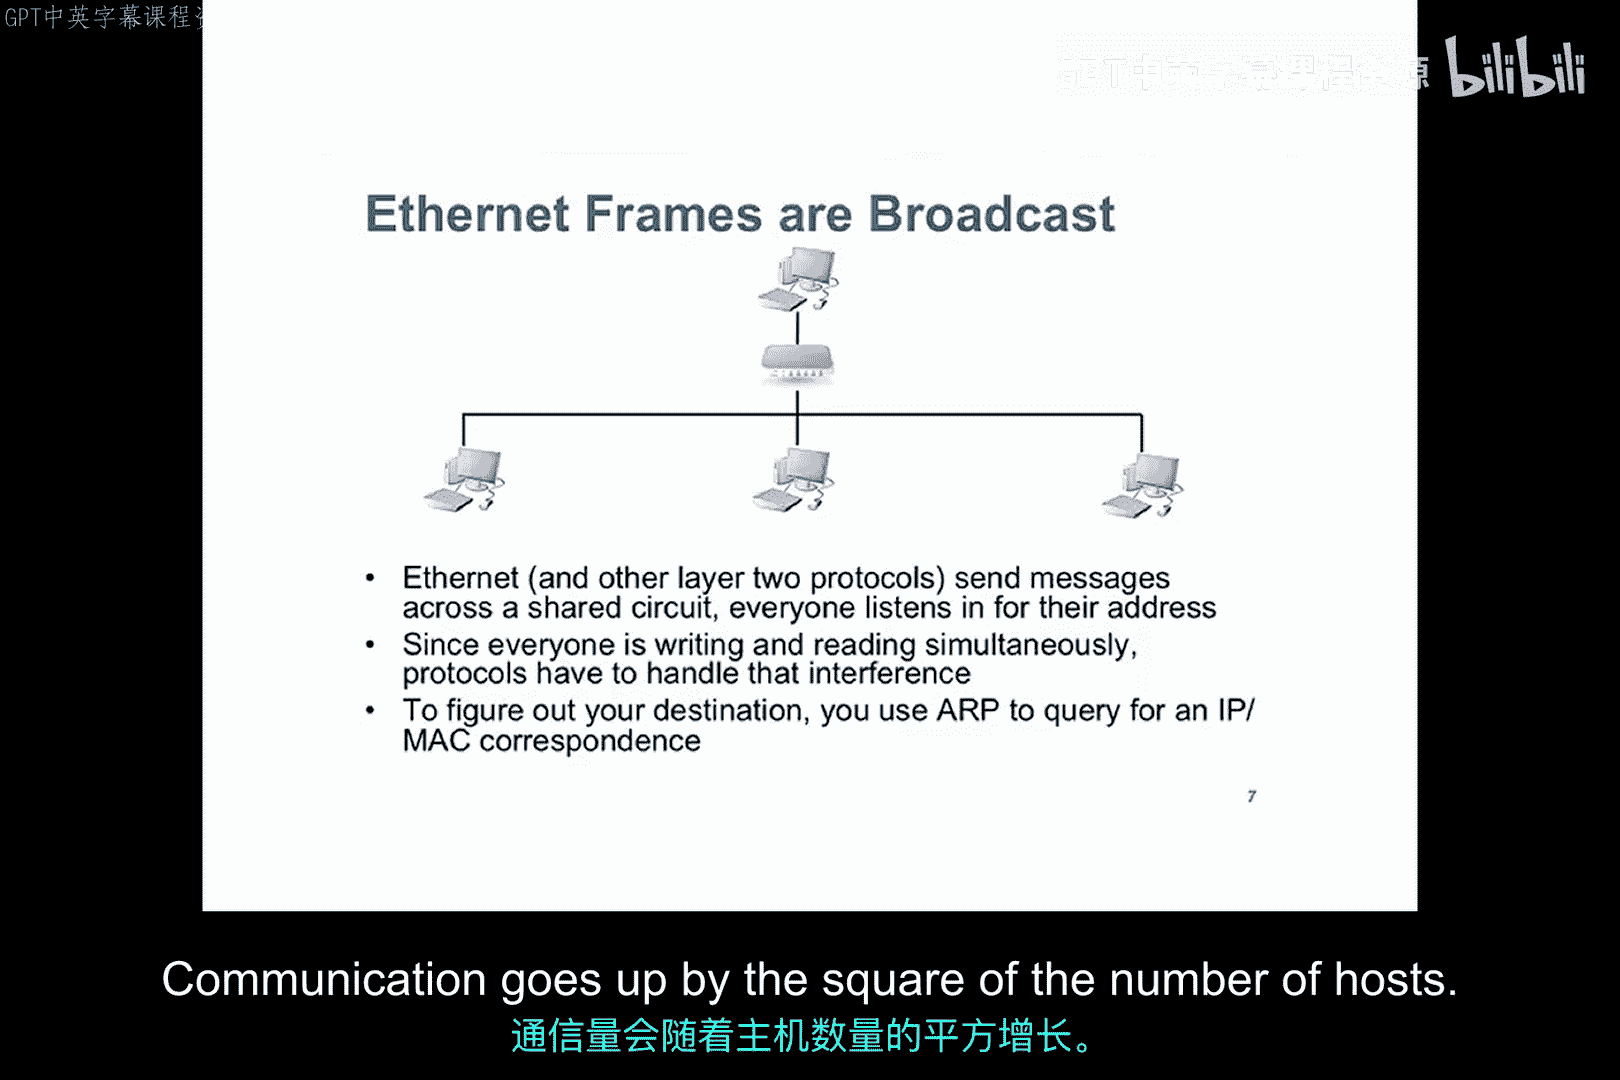 GPT中英字幕课程资
bilibili
Ethernet Frames are Broadcast
• Ethernet (and other layer two protocols) send messages
across a shared circuit, everyone listens in for their address
• Since everyone is writing and reading simultaneously,
protocols have to handle that interference
• To figure out your destination, you use ARP to query for an IP/
MAC correspondence
7
Communication goes up by the square of the number of hosts.
通信量会随着主机数量的平方增长。